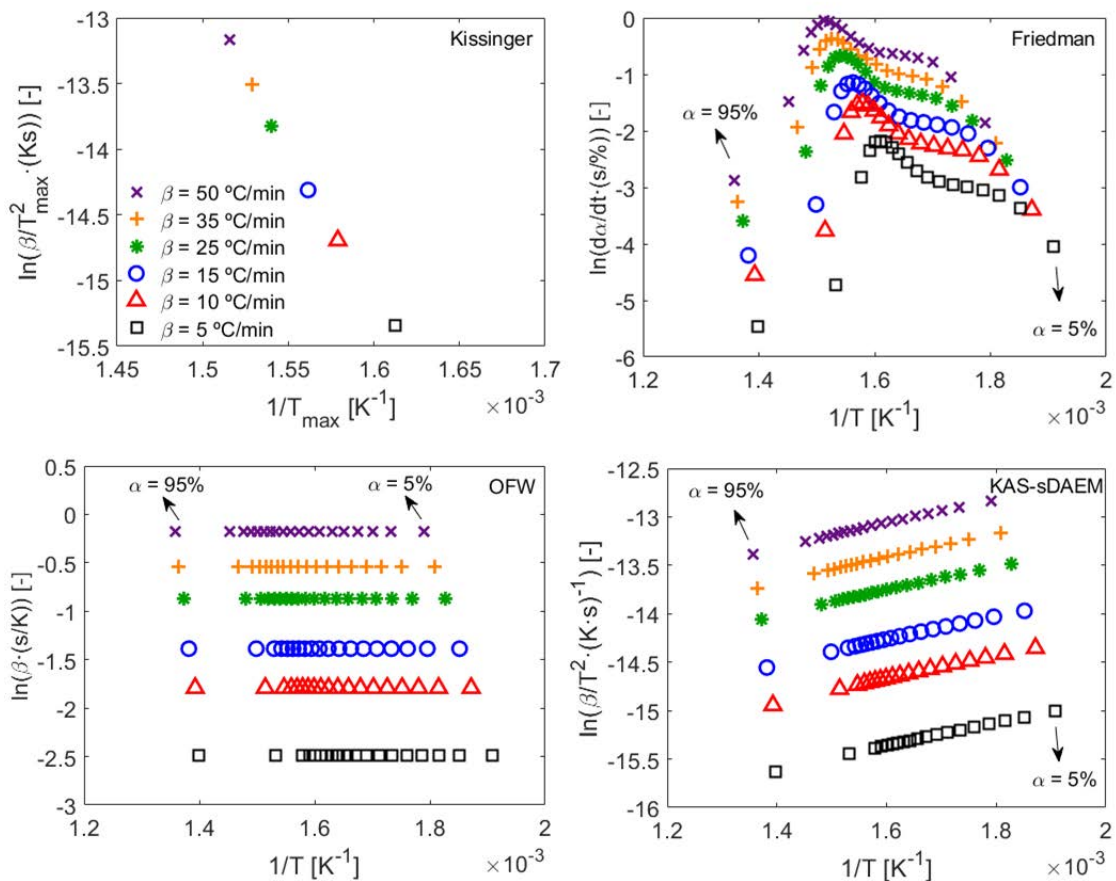 Kissinger
ln(β/T²max·(Ks)) [-]
-13
-13.5
-14
-14.5
-15
-15.5
β = 50 ºC/min
β = 35 ºC/min
β = 25 ºC/min
β = 15 ºC/min
β = 10 ºC/min
β = 5 ºC/min
1.45 1.5 1.55 1.6 1.65 1.7
1/Tmax [K⁻¹] ×10⁻³
Friedman
ln(dα/dt·(s/%)) [-]
0
-1
-2
-3
-4
-5
-6
α = 95%
α = 5%
1.2 1.4 1.6 1.8 2
1/T [K⁻¹] ×10⁻³
OFW
ln(β·(s/K)) [-]
0.5
0
-0.5
-1
-1.5
-2
-2.5
-3
α = 95%
α = 5%
1.2 1.4 1.6 1.8 2
1/T [K⁻¹] ×10⁻³
KAS-sDAEM
ln(β/T²·(K·s)⁻¹) [-]
-12.5
-13
-13.5
-14
-14.5
-15
-15.5
-16
α = 95%
α = 5%
1.2 1.4 1.6 1.8 2
1/T [K⁻¹] ×10⁻³